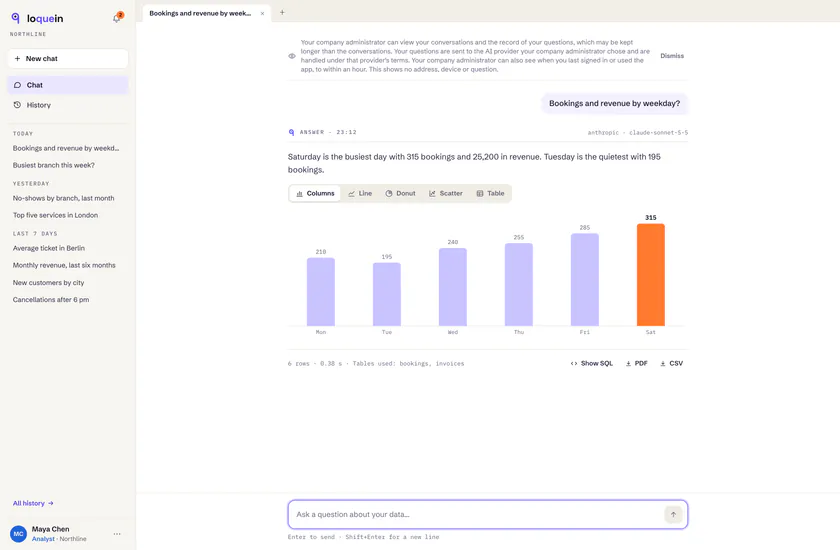 loquein
2
NORTHLINE
+ New chat
Chat
History
TODAY
Bookings and revenue by weekd...
Busiest branch this week?
YESTERDAY
No-shows by branch, last month
Top five services in London
LAST 7 DAYS
Average ticket in Berlin
Monthly revenue, last six months
New customers by city
Cancellations after 6 pm
All history →
MC
Maya Chen
Analyst · Northline
...
Bookings and revenue by week... × +
Your company administrator can view your conversations and the record of your questions, which may be kept
longer than the conversations. Your questions are sent to the AI provider your company administrator chose and are
handled under that provider's terms. Your company administrator can also see when you last signed in or used the
app, to within an hour. This shows no address, device or question.
Dismiss
Bookings and revenue by weekday?
ANSWER · 23:12
anthropic · claude-sonnet-5-5
Saturday is the busiest day with 315 bookings and 25,200 in revenue. Tuesday is the quietest with 195
bookings.
Columns Line Donut Scatter Table
210 195 240 255 285 315
Mon Tue Wed Thu Fri Sat
6 rows · 0.38 s · Tables used: bookings, invoices
<> Show SQL PDF CSV
Ask a question about your data...
Enter to send · Shift+Enter for a new line